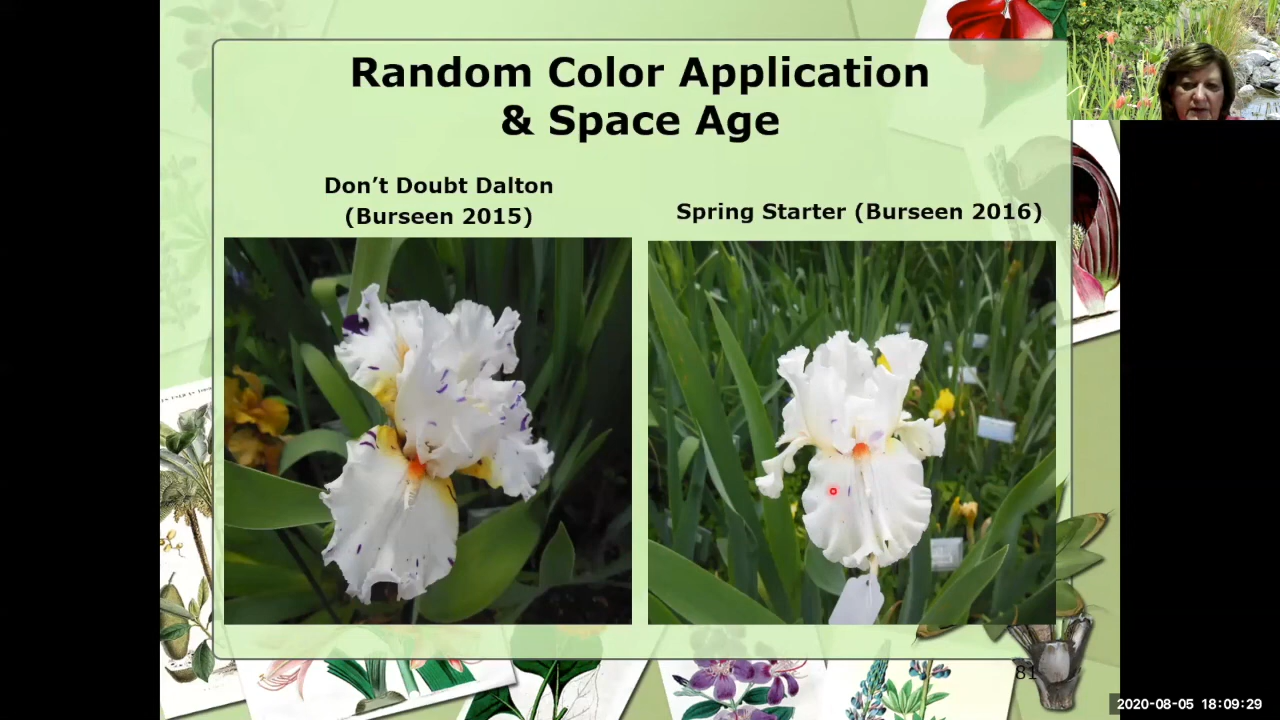 Random Color Application
& Space Age
Don’t Doubt Dalton
(Burseen 2015)
Spring Starter (Burseen 2016)
81
2020-08-05 18:09:29